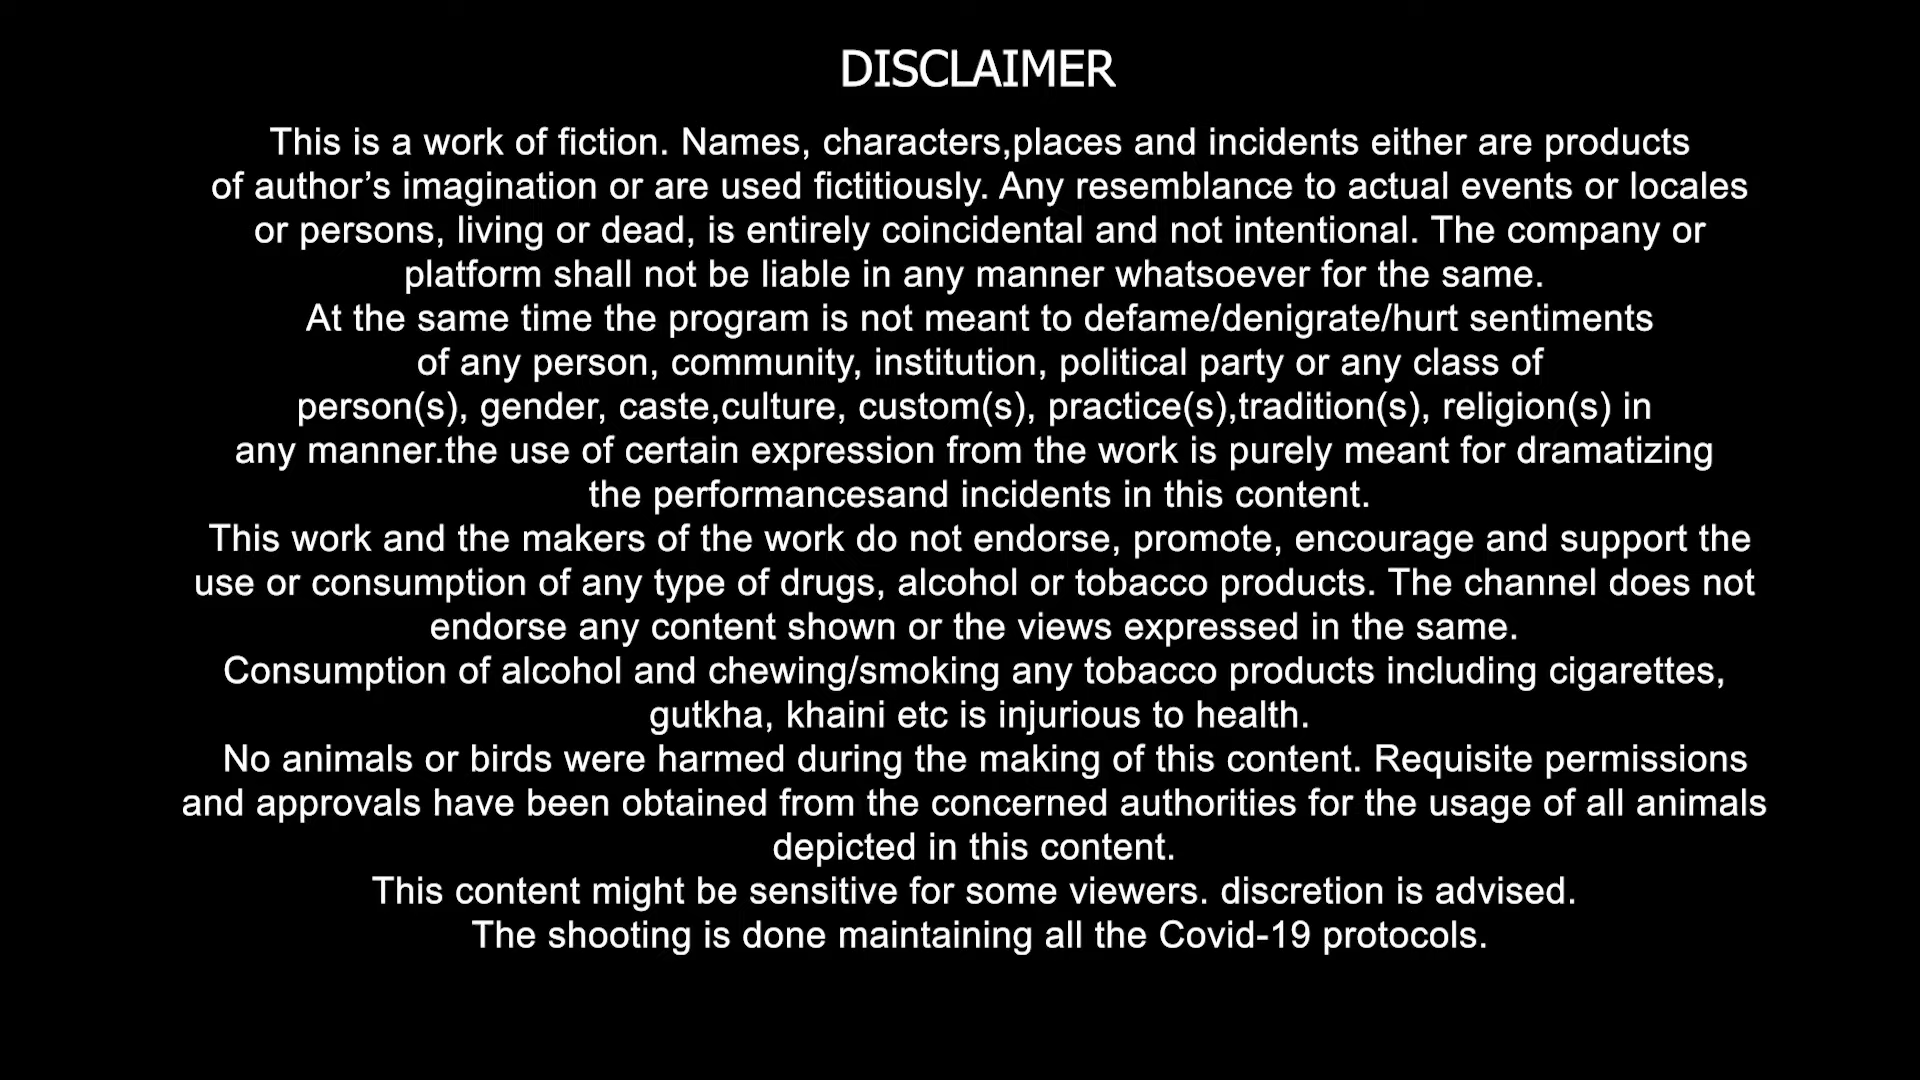 DISCLAIMER
This is a work of fiction. Names, characters,places and incidents either are products
of author’s imagination or are used fictitiously. Any resemblance to actual events or locales
or persons, living or dead, is entirely coincidental and not intentional. The company or
platform shall not be liable in any manner whatsoever for the same.
At the same time the program is not meant to defame/denigrate/hurt sentiments
of any person, community, institution, political party or any class of
person(s), gender, caste,culture, custom(s), practice(s),tradition(s), religion(s) in
any manner.the use of certain expression from the work is purely meant for dramatizing
the performancesand incidents in this content.
This work and the makers of the work do not endorse, promote, encourage and support the
use or consumption of any type of drugs, alcohol or tobacco products. The channel does not
endorse any content shown or the views expressed in the same.
Consumption of alcohol and chewing/smoking any tobacco products including cigarettes,
gutkha, khaini etc is injurious to health.
No animals or birds were harmed during the making of this content. Requisite permissions
and approvals have been obtained from the concerned authorities for the usage of all animals
depicted in this content.
This content might be sensitive for some viewers. discretion is advised.
The shooting is done maintaining all the Covid-19 protocols.